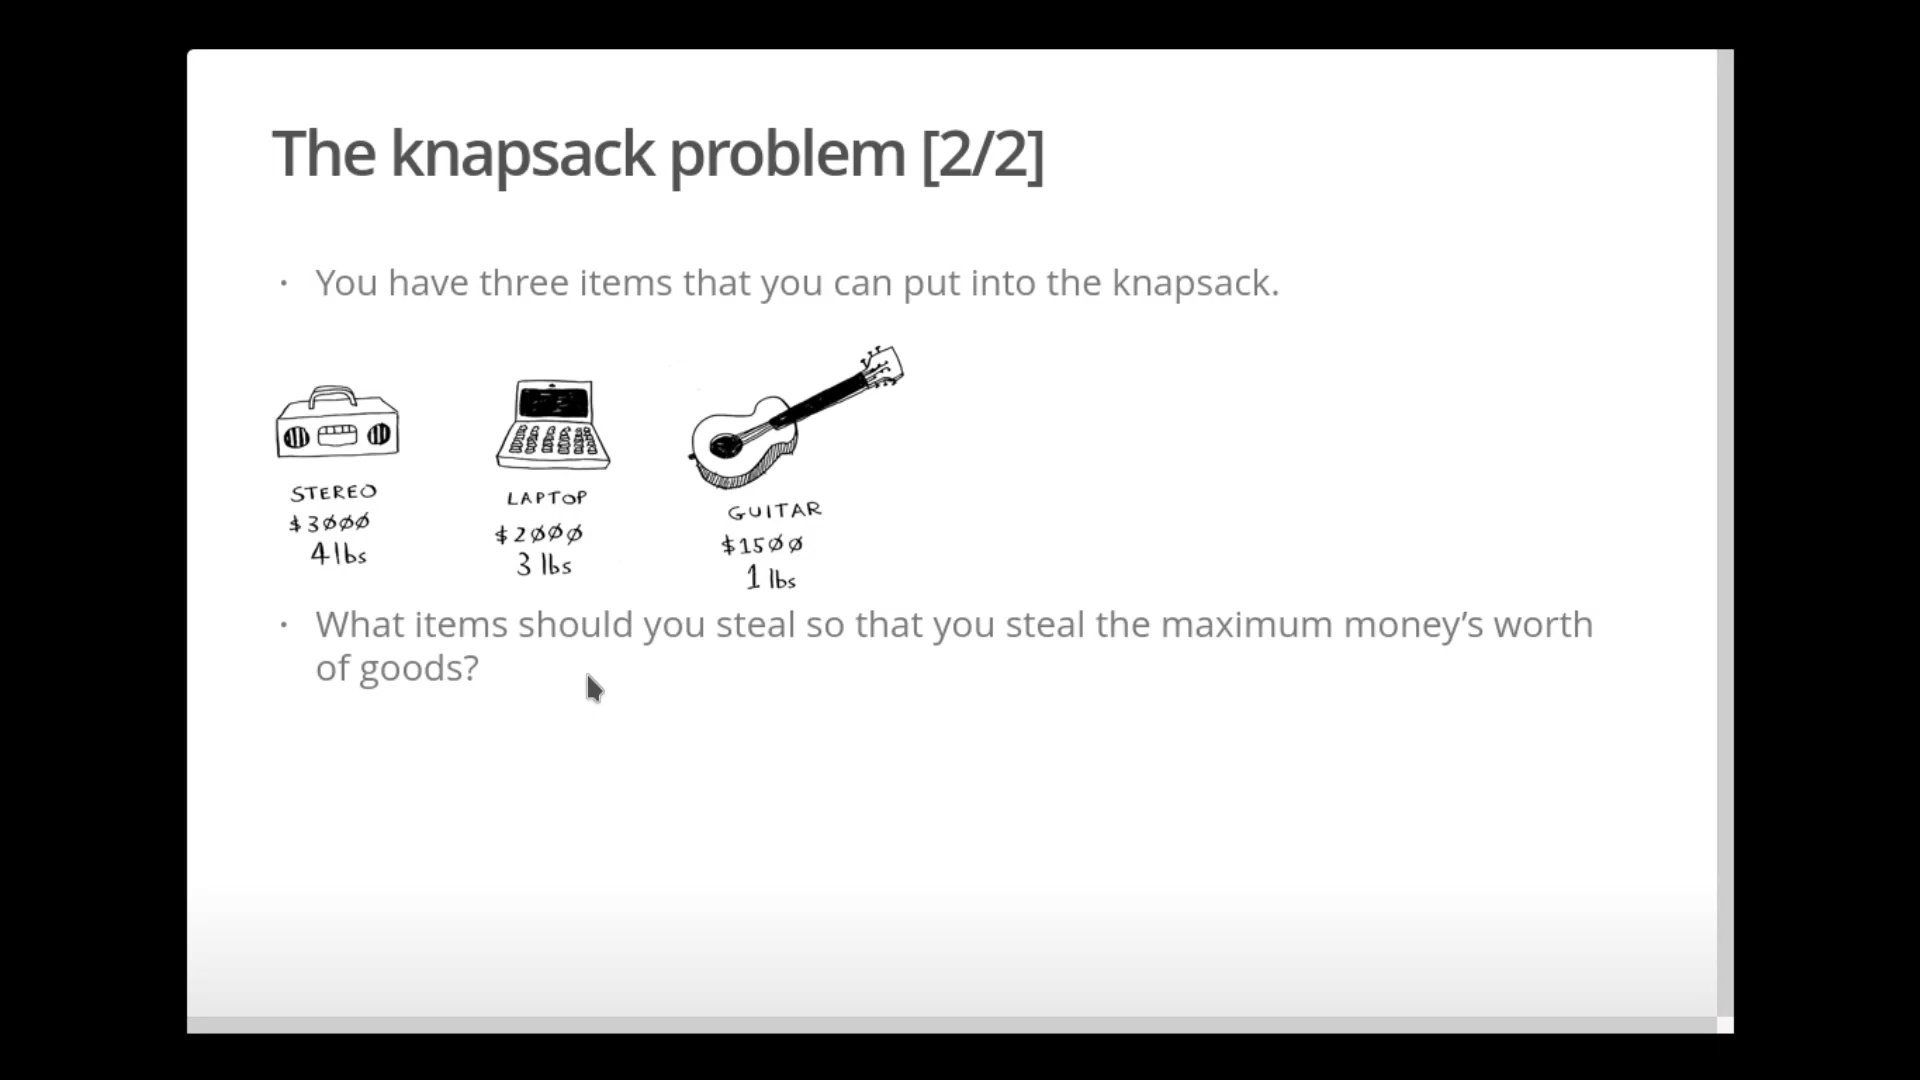 The knapsack problem [2/2]
· You have three items that you can put into the knapsack.
STEREO
$3000
4 lbs
LAPTOP
$2000
3 lbs
GUITAR
$1500
1 lbs
· What items should you steal so that you steal the maximum money’s worth
of goods?